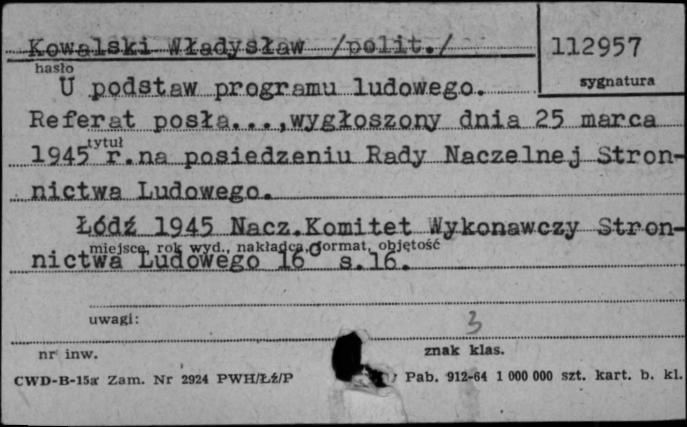 Kowalski Władysław /polit./
112957
hasło
sygnatura
U podstaw programu ludowego.
Referat posła...,wygłoszony dnia 25 marca
tytuł
1945 r.na posiedzeniu Rady Naczelnej Stron-
nictwa Ludowego.
Łódź 1945 Nacz.Komitet Wykonawczy Stron-
miejsce, rok wyd., nakładca, format, objętość
nictwa Ludowego 16° s.16.
uwagi:
3
nr inw.
znak klas.
CWD-B-15a Zam. Nr 2924 PWH/Łź/P
Pab. 912-64 1 000 000 szt. kart. b. kl.